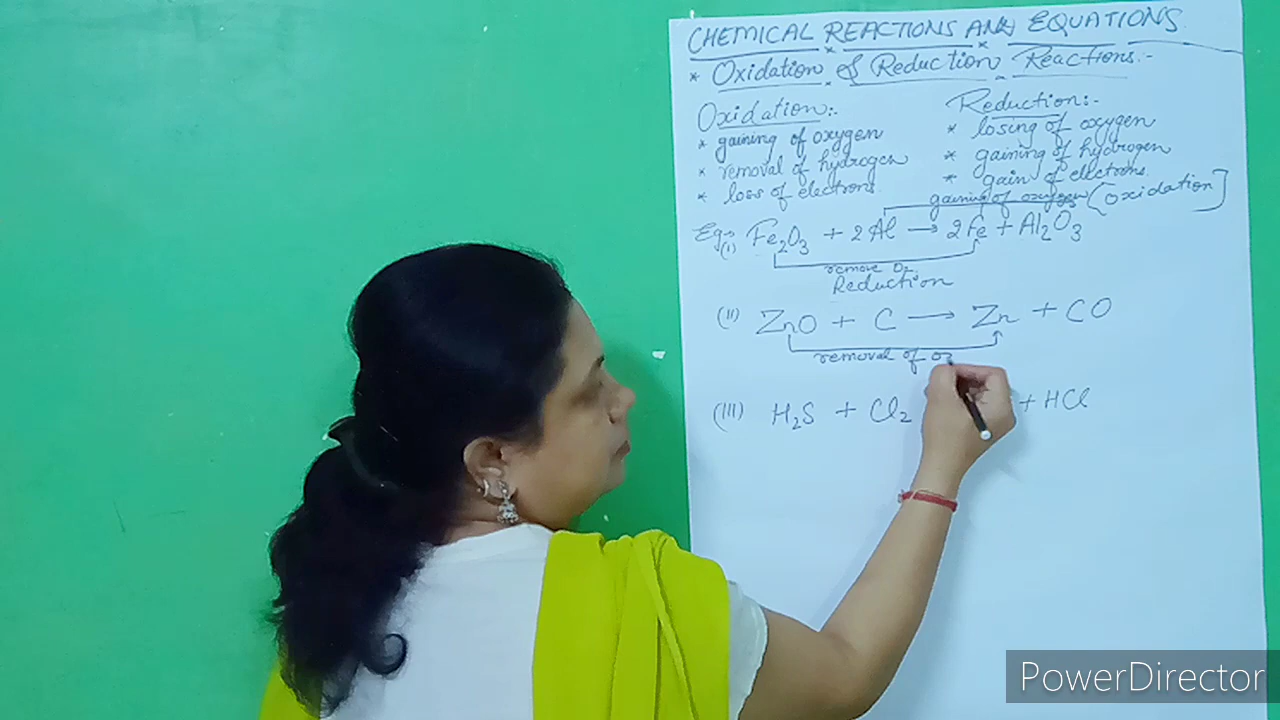 CHEMICAL REACTIONS AND EQUATIONS
* Oxidation & Reduction Reactions:-
Oxidation:-
* gaining of oxygen
* removal of hydrogen
* loss of electrons
Reduction:-
* losing of oxygen
* gaining of hydrogen
* gain of electrons
gaining of oxygen (Oxidation]
Eg:- (i) Fe2O3 + 2Al → 2Fe + Al2O3
remove O2
Reduction
(II) ZnO + C → Zn + CO
removal of
(III) H2S + Cl2 + HCl
PowerDirector